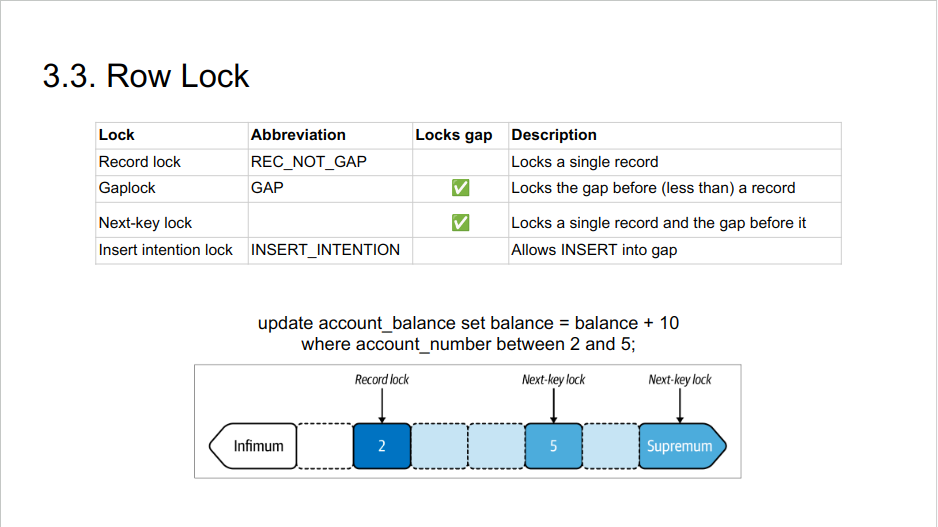 3.3. Row Lock
Lock Abbreviation Locks gap Description
Record lock REC_NOT_GAP Locks a single record
Gaplock GAP ✅ Locks the gap before (less than) a record
Next-key lock ✅ Locks a single record and the gap before it
Insert intention lock INSERT_INTENTION Allows INSERT into gap
update account_balance set balance = balance + 10
where account_number between 2 and 5;
Record lock Next-key lock Next-key lock
Infimum 2 5 Supremum